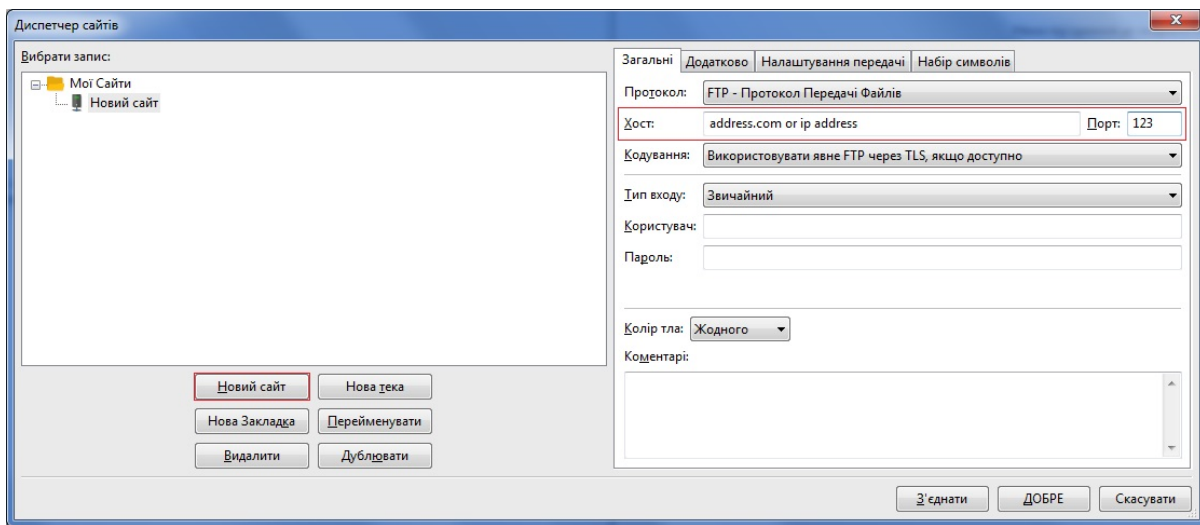 Диспетчер сайтів
Вибрати запис:
Мої Сайти
Новий сайт
Новий сайт
Нова тека
Нова Закладка
Перейменувати
Видалити
Дублювати
Загальні Додатково Налаштування передачі Набір символів
Протокол: FTP - Протокол Передачі Файлів
Хост: address.com or ip address Порт: 123
Кодування: Використовувати явне FTP через TLS, якщо доступно
Тип входу: Звичайний
Користувач:
Пароль:
Колір тла: Жодного
Коментарі:
З'єднати ДОБРЕ Скасувати